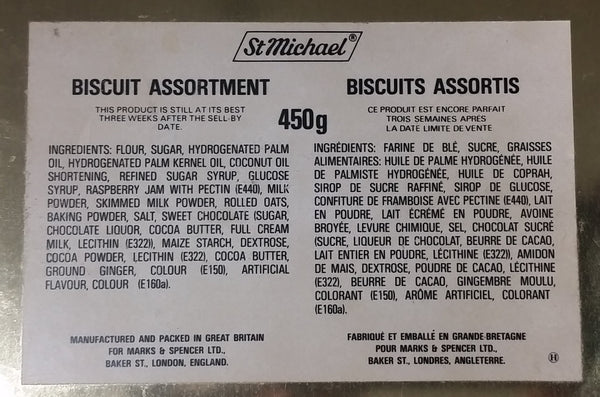 St Michael®
BISCUIT ASSORTMENT
THIS PRODUCT IS STILL AT ITS BEST
THREE WEEKS AFTER THE SELL-BY
DATE.
450g
BISCUITS ASSORTIS
CE PRODUIT EST ENCORE PARFAIT
TROIS SEMAINES APRÈS
LA DATE LIMITE DE VENTE
INGREDIENTS: FLOUR, SUGAR, HYDROGENATED PALM
OIL, HYDROGENATED PALM KERNEL OIL, COCONUT OIL
SHORTENING, REFINED SUGAR SYRUP, GLUCOSE
SYRUP, RASPBERRY JAM WITH PECTIN (E440), MILK
POWDER, SKIMMED MILK POWDER, ROLLED OATS,
BAKING POWDER, SALT, SWEET CHOCOLATE (SUGAR,
CHOCOLATE LIQUOR, COCOA BUTTER, FULL CREAM
MILK, LECITHIN (E322)), MAIZE STARCH, DEXTROSE,
COCOA POWDER, LECITHIN (E322), COCOA BUTTER,
GROUND GINGER, COLOUR (E150), ARTIFICIAL
FLAVOUR, COLOUR (E160a).
INGRÉDIENTS: FARINE DE BLÉ, SUCRE, GRAISSES
ALIMENTAIRES: HUILE DE PALME HYDROGÉNÉE, HUILE
DE PALMISTE HYDROGÉNÉE, HUILE DE COPRAH,
SIROP DE SUCRE RAFFINÉ, SIROP DE GLUCOSE,
CONFITURE DE FRAMBOISE AVEC PECTINE (E440), LAIT
EN POUDRE, LAIT ÉCRÉMÉ EN POUDRE, AVOINE
BROYÉE, LEVURE CHIMIQUE, SEL, CHOCOLAT SUCRÉ
(SUCRE, LIQUEUR DE CHOCOLAT, BEURRE DE CACAO,
LAIT ENTIER EN POUDRE, LÉCITHINE (E322)), AMIDON
DE MAIS, DEXTROSE, POUDRE DE CACAO, LÉCITHINE
(E322), BEURRE DE CACAO, GINGEMBRE MOULU,
COLORANT (E150), ARÔME ARTIFICIEL, COLORANT
(E160a).
MANUFACTURED AND PACKED IN GREAT BRITAIN
FOR MARKS & SPENCER LTD.,
BAKER ST., LONDON, ENGLAND.
FABRIQUÉ ET EMBALLÉ EN GRANDE-BRETAGNE
POUR MARKS & SPENCER LTD.,
BAKER ST., LONDRES, ANGLETERRE.
H